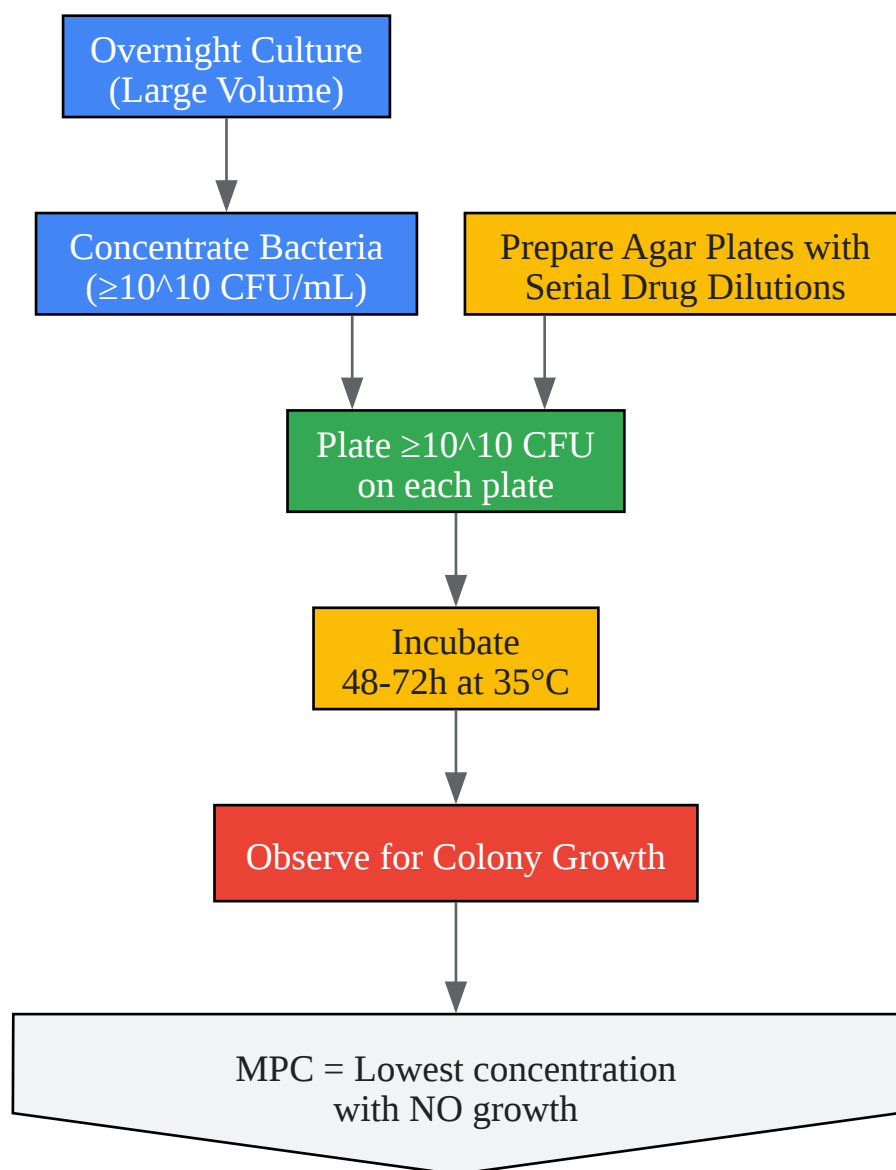 Overnight Culture
(Large Volume)
Concentrate Bacteria
(≥10^10 CFU/mL)
Prepare Agar Plates with
Serial Drug Dilutions
Plate ≥10^10 CFU
on each plate
Incubate
48-72h at 35°C
Observe for Colony Growth
MPC = Lowest concentration
with NO growth